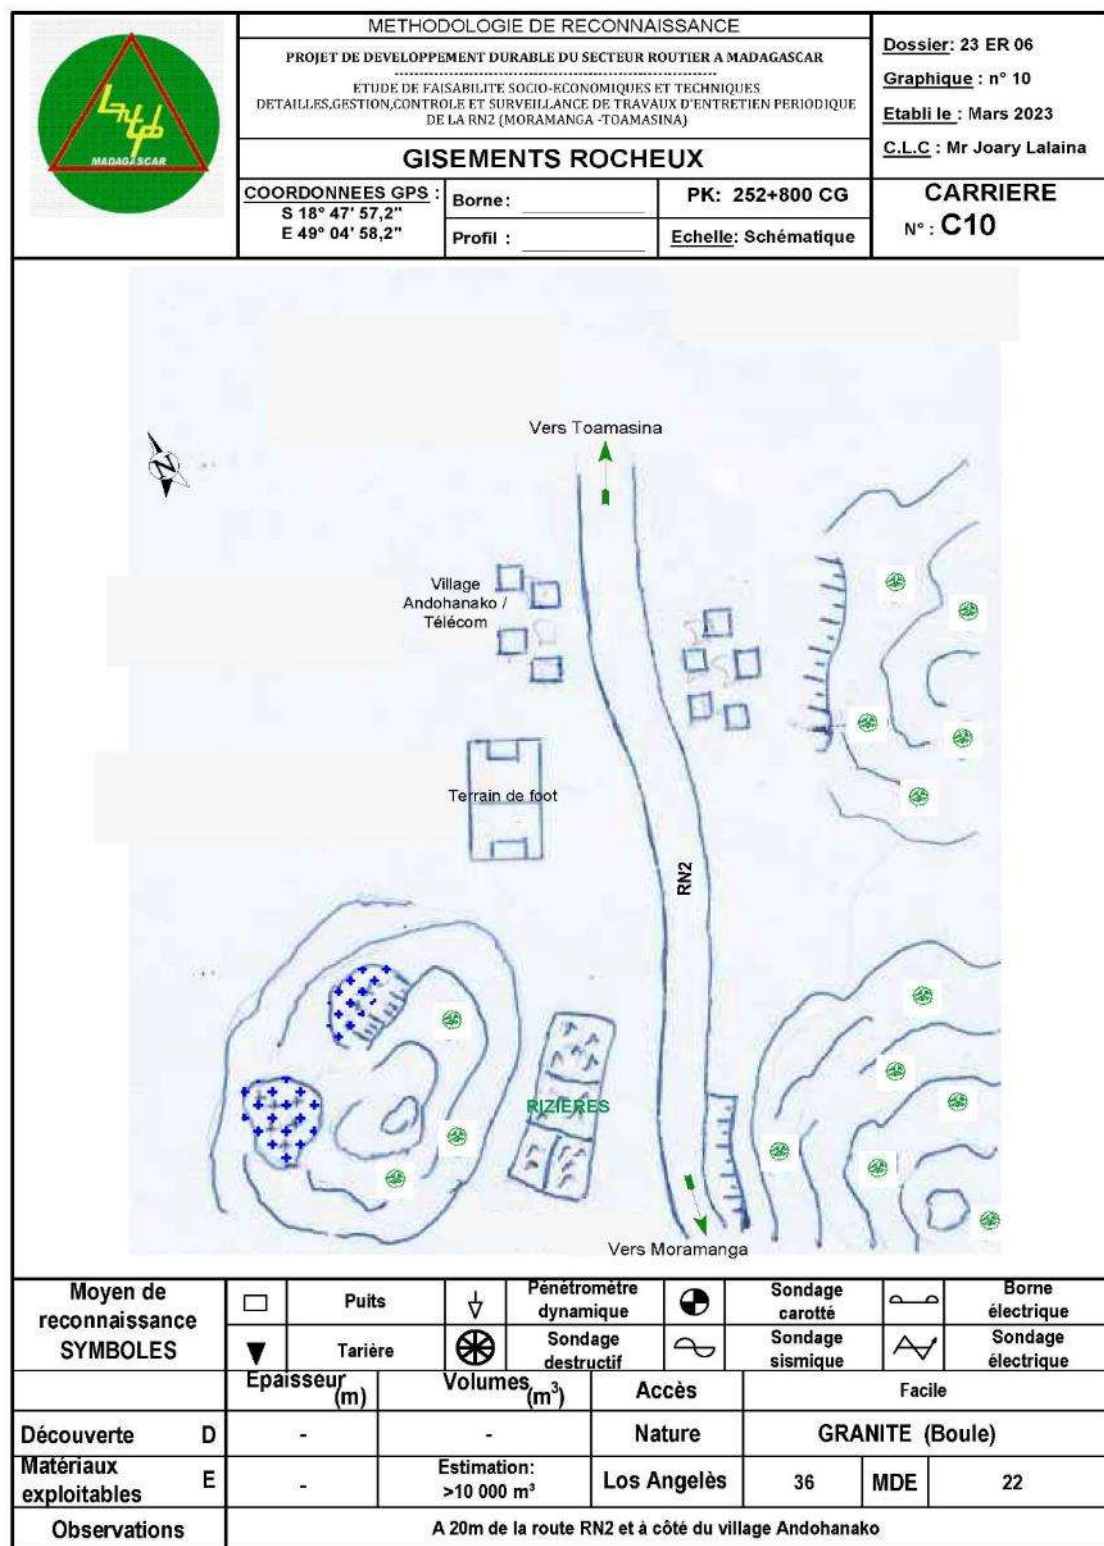 LNTPB
MADAGASCAR
METHODOLOGIE DE RECONNAISSANCE
PROJET DE DEVELOPPEMENT DURABLE DU SECTEUR ROUTIER A MADAGASCAR
ETUDE DE FAISABILITE SOCIO-ECONOMIQUES ET TECHNIQUES
DETAILLES,GESTION,CONTROLE ET SURVEILLANCE DE TRAVAUX D'ENTRETIEN PERIODIQUE
DE LA RN2 (MORAMANGA -TOAMASINA)
GISEMENTS ROCHEUX
Dossier: 23 ER 06
Graphique : n° 10
Etabli le : Mars 2023
C.L.C : Mr Joary Lalaina
COORDONNEES GPS :
S 18° 47' 57,2"
E 49° 04' 58,2"
Borne:
Profil :
PK: 252+800 CG
Echelle: Schématique
CARRIERE
N° : C10
N
Vers Toamasina
Village
Andohanako /
Télécom
Terrain de foot
RN2
RIZIERES
Vers Moramanga
Moyen de
reconnaissance
SYMBOLES
Puits
Pénétromètre
dynamique
Sondage
carotté
Borne
électrique
Tarière
Sondage
destructif
Sondage
sismique
Sondage
électrique
Epaisseur
(m)
Volumes
(m³)
Accès
Facile
Découverte D
-
-
Nature
GRANITE (Boule)
Matériaux
exploitables E
-
Estimation:
>10 000 m³
Los Angelès
36
MDE
22
Observations
A 20m de la route RN2 et à côté du village Andohanako